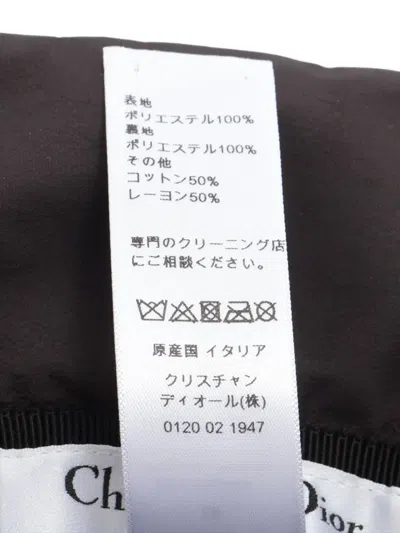 表地
ポリエステル100%
裏地
ポリエステル100%
その他
コットン50%
レーヨン50%
専門のクリーニング店
にご相談ください。
原産国 イタリア
クリスチャン
ディオール(株)
0120 02 1947
Ch Dior